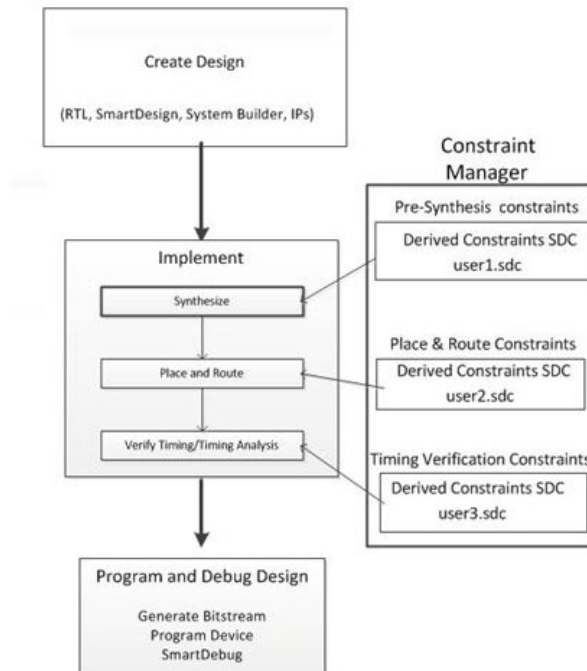 Create Design
(RTL, SmartDesign, System Builder, IPs)
Implement
Synthesize
Place and Route
Verify Timing/Timing Analysis
Program and Debug Design
Generate Bitstream
Program Device
SmartDebug
Constraint
Manager
Pre-Synthesis constraints
Derived Constraints SDC
user1.sdc
Place & Route Constraints
Derived Constraints SDC
user2.sdc
Timing Verification Constraints
Derived Constraints SDC
user3.sdc